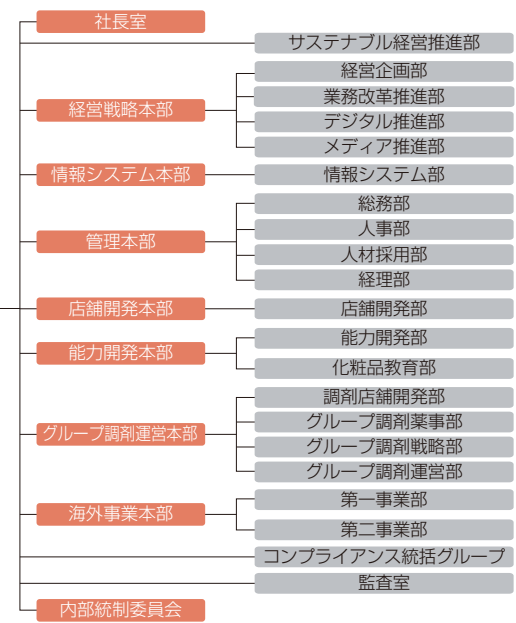 社長室
サステナブル経営推進部
経営戦略本部
経営企画部
業務改革推進部
デジタル推進部
メディア推進部
情報システム本部
情報システム部
管理本部
総務部
人事部
人材採用部
経理部
店舗開発本部
店舗開発部
能力開発本部
能力開発部
化粧品教育部
グループ調剤運営本部
調剤店舗開発部
グループ調剤薬事部
グループ調剤戦略部
グループ調剤運営部
海外事業本部
第一事業部
第二事業部
コンプライアンス統括グループ
監査室
内部統制委員会